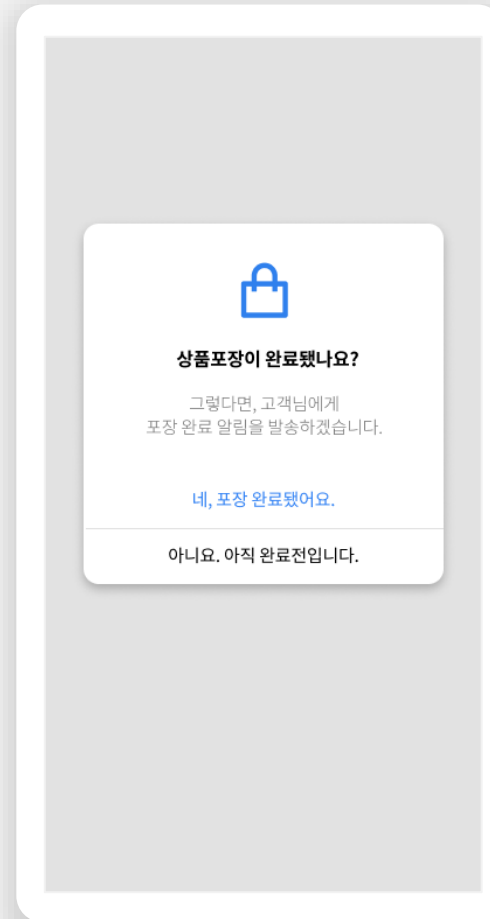 상품포장이 완료됐나요?
그렇다면, 고객님에게
포장 완료 알림을 발송하겠습니다.
네, 포장 완료됐어요.
아니요. 아직 완료전입니다.